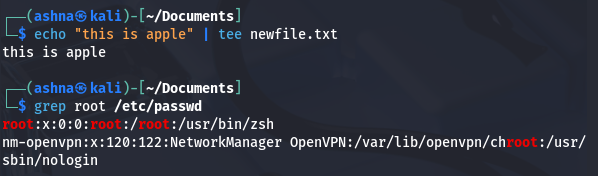 ┌──(ashna㉿kali)-[~/Documents]
└─$ echo "this is apple" | tee newfile.txt
this is apple
┌──(ashna㉿kali)-[~/Documents]
└─$ grep root /etc/passwd
root:x:0:0:root:/root:/usr/bin/zsh
nm-openvpn:x:120:122:NetworkManager OpenVPN:/var/lib/openvpn/chroot:/usr/
sbin/nologin